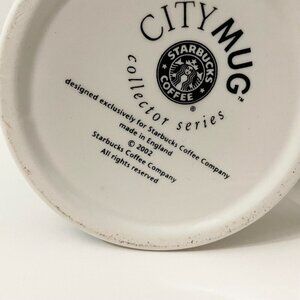 CITY MUG™
STARBUCKS
COFFEE
®
collector series
designed exclusively for Starbucks Coffee Company
made in England
© 2002
Starbucks Coffee Company
All rights reserved